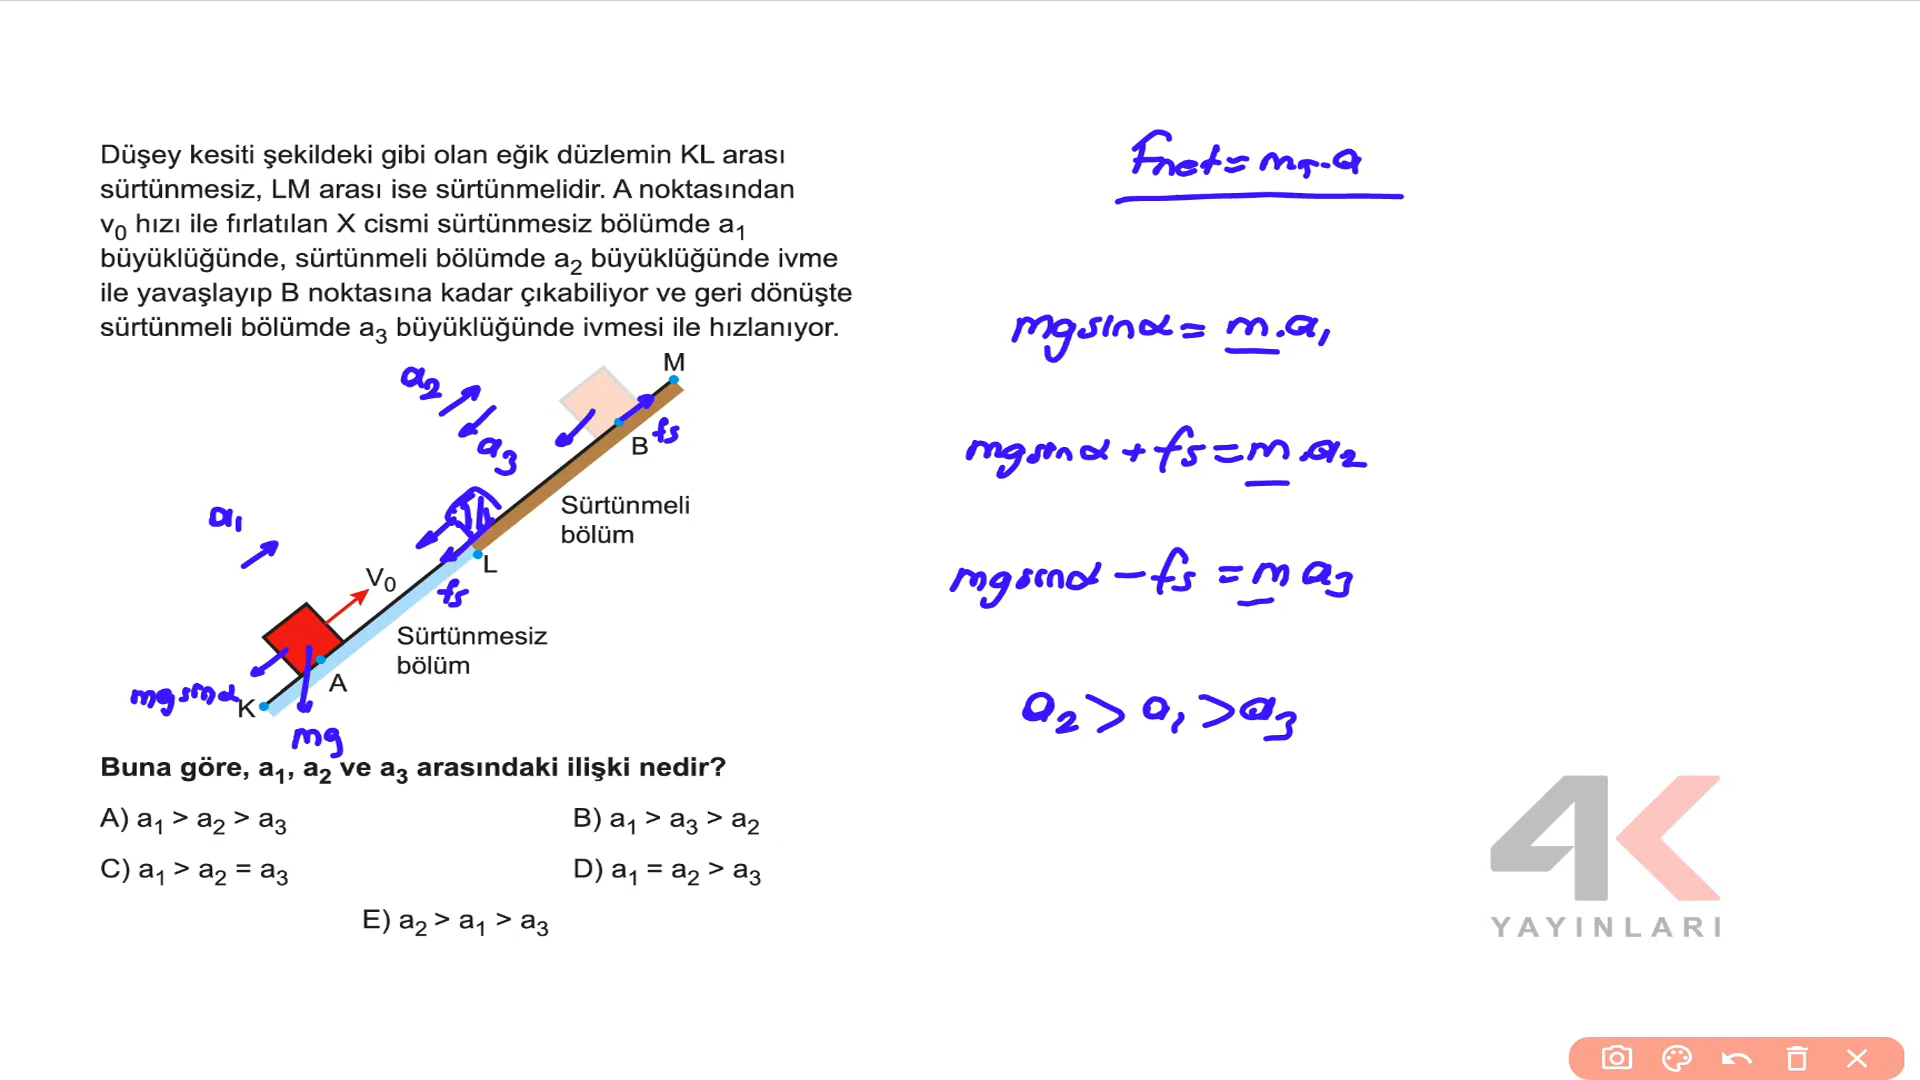 Düşey kesiti şekildeki gibi olan eğik düzlemin KL arası
sürtünmesiz, LM arası ise sürtünmelidir. A noktasından
v0 hızı ile fırlatılan X cismi sürtünmesiz bölümde a1
büyüklüğünde, sürtünmeli bölümde a2 büyüklüğünde ivme
ile yavaşlayıp B noktasına kadar çıkabiliyor ve geri dönüşte
sürtünmeli bölümde a3 büyüklüğünde ivmesi ile hızlanıyor.
M
a2
a3
B
fs
Sürtünmeli
bölüm
a1
L
V0
fs
Sürtünmesiz
bölüm
A
mg sinα
K
mg
Buna göre, a1, a2 ve a3 arasındaki ilişki nedir?
A) a1 > a2 > a3
B) a1 > a3 > a2
C) a1 > a2 = a3
D) a1 = a2 > a3
E) a2 > a1 > a3
Fnet = mT.a
mgsinα = m.a1
mgsinα + fs = m.a2
mgsinα - fs = m a3
a2 > a1 > a3
4K
YAYINLARI